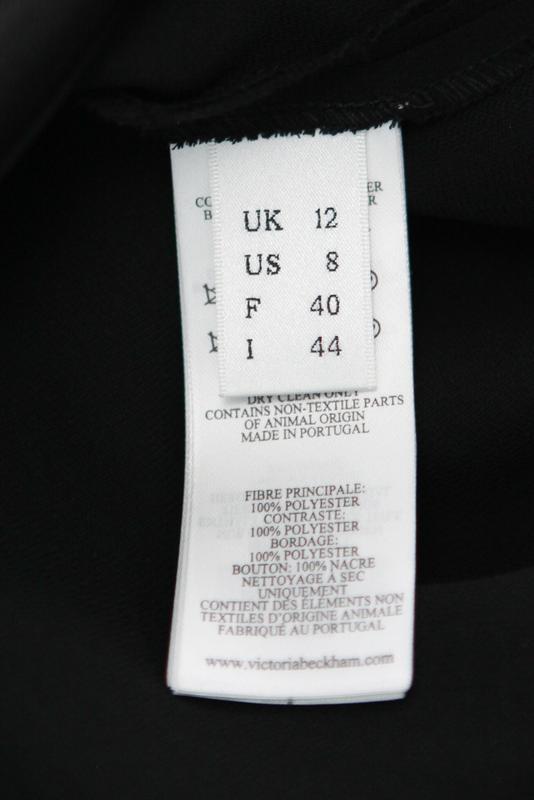 UK 12
US 8
F 40
I 44
DRY CLEAN ONLY
CONTAINS NON-TEXTILE PARTS
OF ANIMAL ORIGIN
MADE IN PORTUGAL
FIBRE PRINCIPALE:
100% POLYESTER
CONTRASTE:
100% POLYESTER
BORDAGE:
100% POLYESTER
BOUTON: 100% NACRE
NETTOYAGE A SEC
UNIQUEMENT
CONTIENT DES ÉLÉMENTS NON
TEXTILES D'ORIGINE ANIMALE
FABRIQUÉ AU PORTUGAL
www.victoriabeckham.com